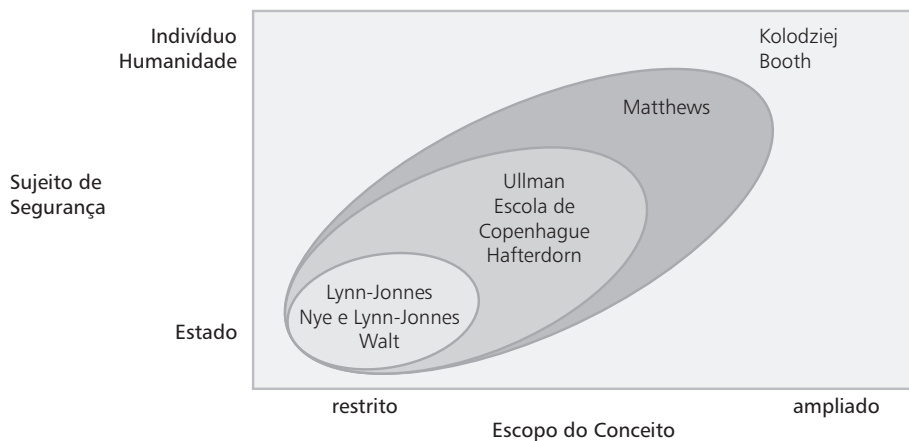 Indivíduo
Humanidade
Kolodziej
Booth
Matthews
Sujeito de
Segurança
Ullman
Escola de
Copenhague
Hafterdorn
Lynn-Jonnes
Nye e Lynn-Jonnes
Walt
Estado
restrito
ampliado
Escopo do Conceito